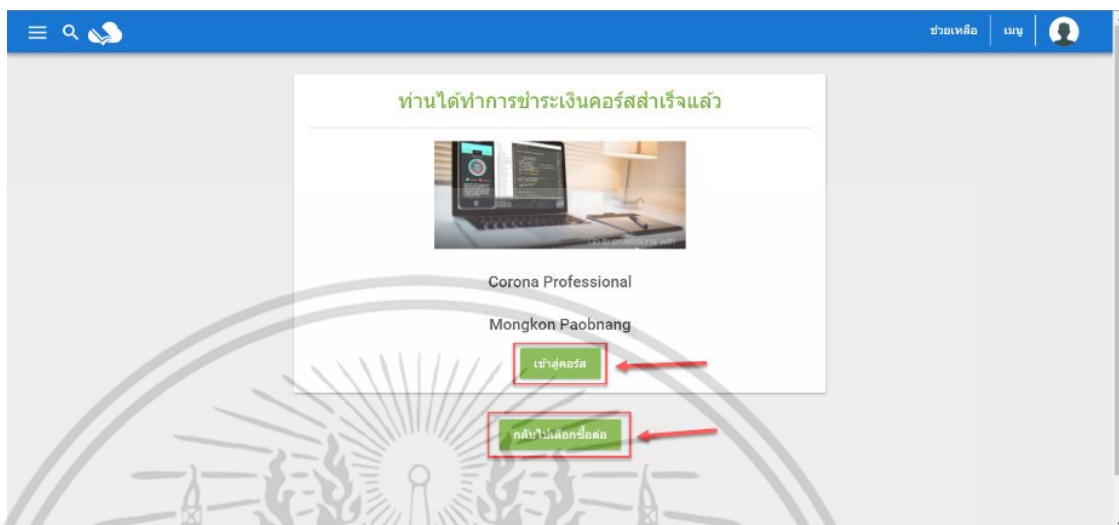 ช่วยเหลือ
เมนู
ท่านได้ทำการชำระเงินคอร์สสำเร็จแล้ว
Corona Professional
Mongkon Paobnang
เข้าสู่คอร์ส
กลับไปเลือกซื้อต่อ